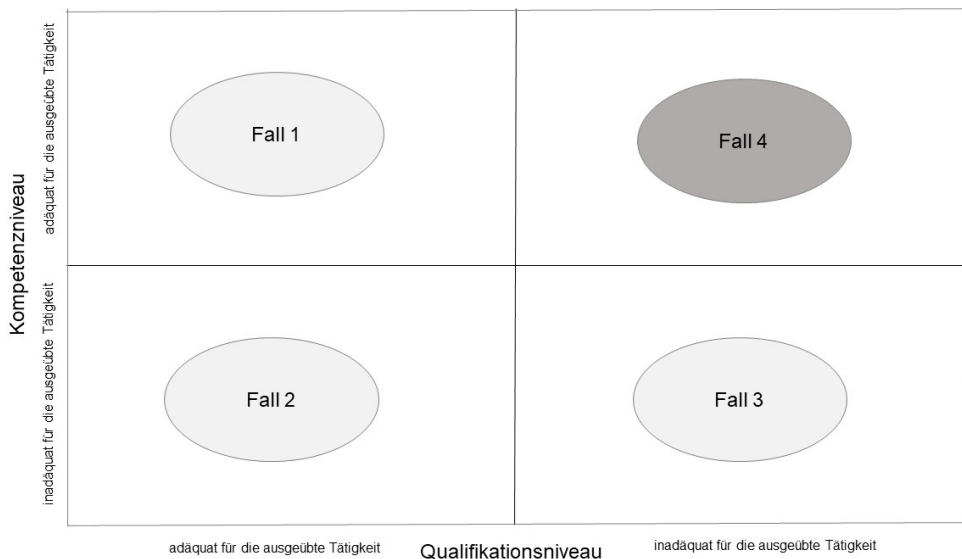 Kompetenzniveau
adäquat für die ausgeübte Tätigkeit
inadäquat für die ausgeübte Tätigkeit
Fall 1
Fall 4
Fall 2
Fall 3
adäquat für die ausgeübte Tätigkeit
Qualifikationsniveau
inadäquat für die ausgeübte Tätigkeit